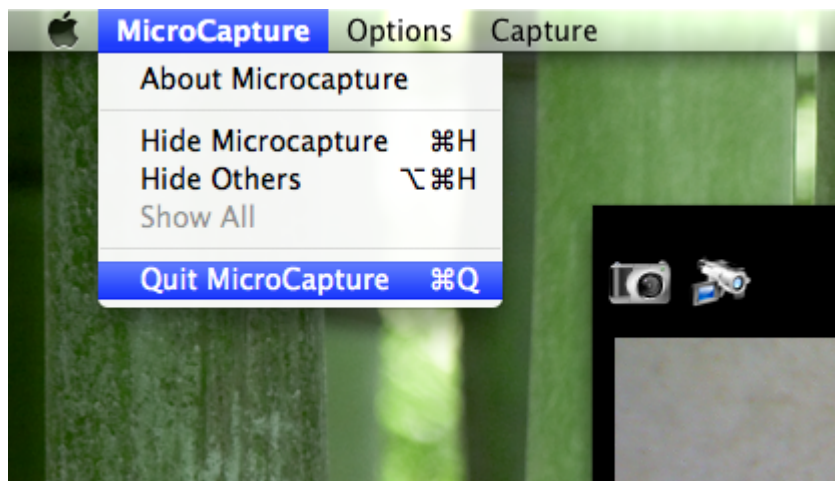 MicroCapture Options Capture
About Microcapture
Hide Microcapture ⌘H
Hide Others ⌥⌘H
Show All
Quit MicroCapture ⌘Q